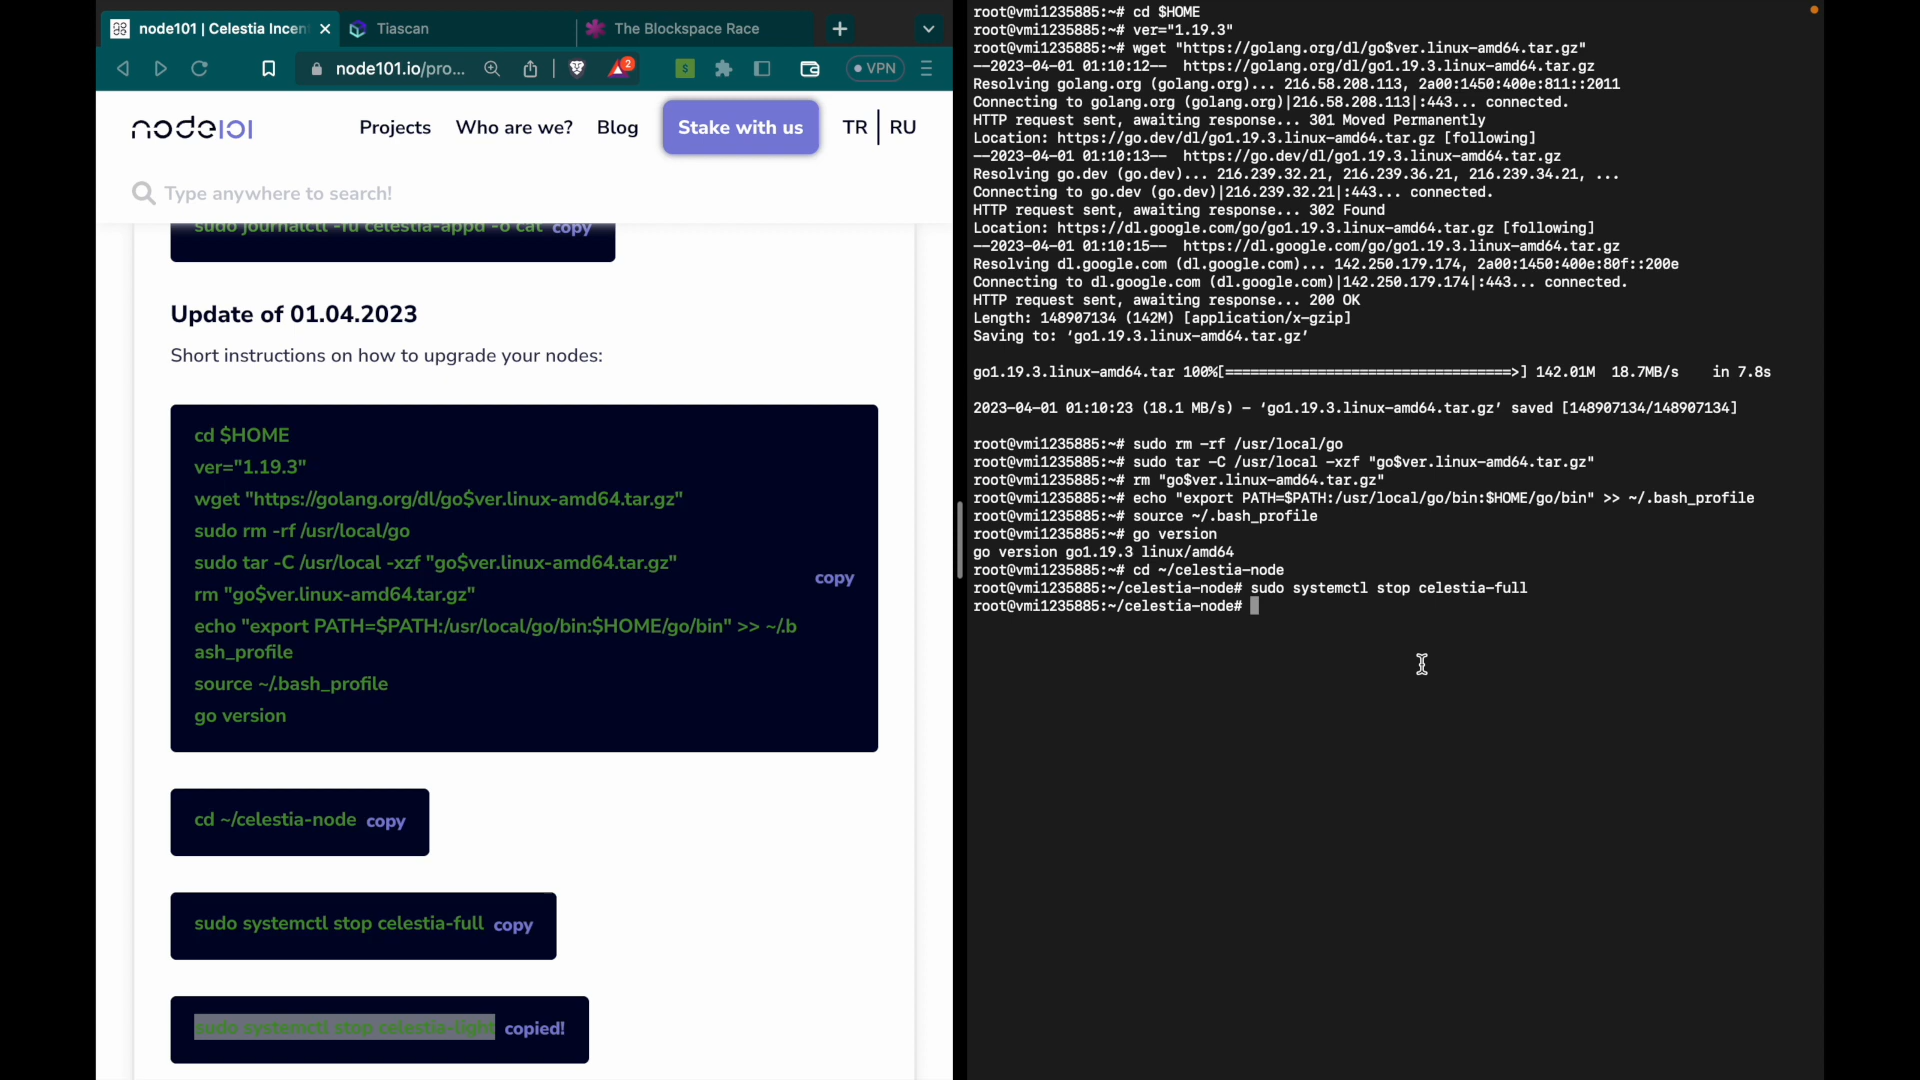 node101 | Celestia Incen
Tiascan
The Blockspace Race
node101.io/pro...
2
S
VPN
node101
Projects
Who are we?
Blog
Stake with us
TR
RU
Type anywhere to search!
sudo journalctl -fu celestia-appd -o cat copy
Update of 01.04.2023
Short instructions on how to upgrade your nodes:
cd $HOME
ver="1.19.3"
wget "https://golang.org/dl/go$ver.linux-amd64.tar.gz"
sudo rm -rf /usr/local/go
sudo tar -C /usr/local -xzf "go$ver.linux-amd64.tar.gz"
rm "go$ver.linux-amd64.tar.gz"
echo "export PATH=$PATH:/usr/local/go/bin:$HOME/go/bin" >> ~/.b
ash_profile
source ~/.bash_profile
go version
copy
cd ~/celestia-node copy
sudo systemctl stop celestia-full copy
sudo systemctl stop celestia-light copied!
root@vmi1235885:~# cd $HOME
root@vmi1235885:~# ver="1.19.3"
root@vmi1235885:~# wget "https://golang.org/dl/go$ver.linux-amd64.tar.gz"
--2023-04-01 01:10:12--  https://golang.org/dl/go1.19.3.linux-amd64.tar.gz
Resolving golang.org (golang.org)... 216.58.208.113, 2a00:1450:400e:811::2011
Connecting to golang.org (golang.org)|216.58.208.113|:443... connected.
HTTP request sent, awaiting response... 301 Moved Permanently
Location: https://go.dev/dl/go1.19.3.linux-amd64.tar.gz [following]
--2023-04-01 01:10:13--  https://go.dev/dl/go1.19.3.linux-amd64.tar.gz
Resolving go.dev (go.dev)... 216.239.32.21, 216.239.36.21, 216.239.34.21, ...
Connecting to go.dev (go.dev)|216.239.32.21|:443... connected.
HTTP request sent, awaiting response... 302 Found
Location: https://dl.google.com/go/go1.19.3.linux-amd64.tar.gz [following]
--2023-04-01 01:10:15--  https://dl.google.com/go/go1.19.3.linux-amd64.tar.gz
Resolving dl.google.com (dl.google.com)... 142.250.179.174, 2a00:1450:400e:80f::200e
Connecting to dl.google.com (dl.google.com)|142.250.179.174|:443... connected.
HTTP request sent, awaiting response... 200 OK
Length: 148907134 (142M) [application/x-gzip]
Saving to: ‘go1.19.3.linux-amd64.tar.gz’
go1.19.3.linux-amd64.tar 100%[==================================>] 142.01M  18.7MB/s    in 7.8s
2023-04-01 01:10:23 (18.1 MB/s) - ‘go1.19.3.linux-amd64.tar.gz’ saved [148907134/148907134]
root@vmi1235885:~# sudo rm -rf /usr/local/go
root@vmi1235885:~# sudo tar -C /usr/local -xzf "go$ver.linux-amd64.tar.gz"
root@vmi1235885:~# rm "go$ver.linux-amd64.tar.gz"
root@vmi1235885:~# echo "export PATH=$PATH:/usr/local/go/bin:$HOME/go/bin" >> ~/.bash_profile
root@vmi1235885:~# source ~/.bash_profile
root@vmi1235885:~# go version
go version go1.19.3 linux/amd64
root@vmi1235885:~# cd ~/celestia-node
root@vmi1235885:~/celestia-node# sudo systemctl stop celestia-full
root@vmi1235885:~/celestia-node#